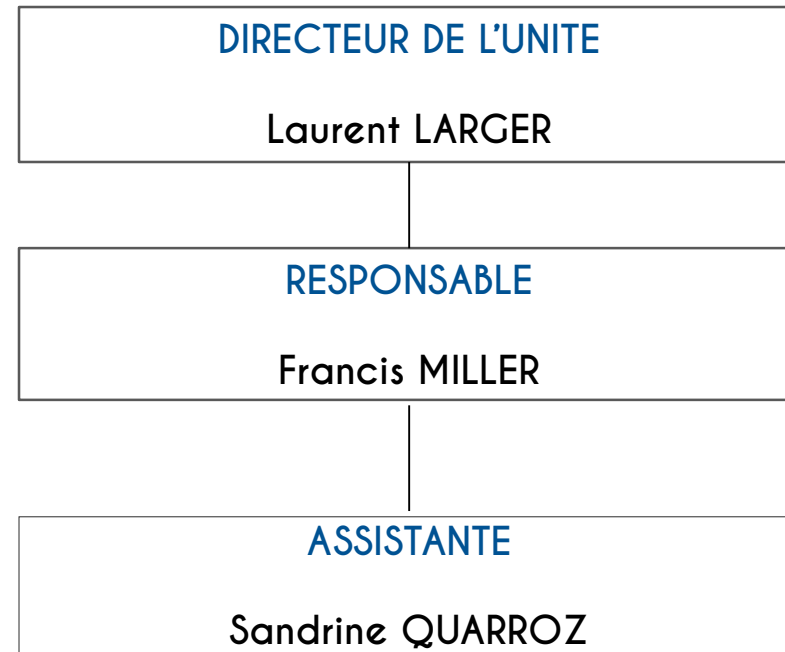 DIRECTEUR DE L'UNITE
Laurent LARGER
RESPONSABLE
Francis MILLER
ASSISTANTE
Sandrine QUARROZ